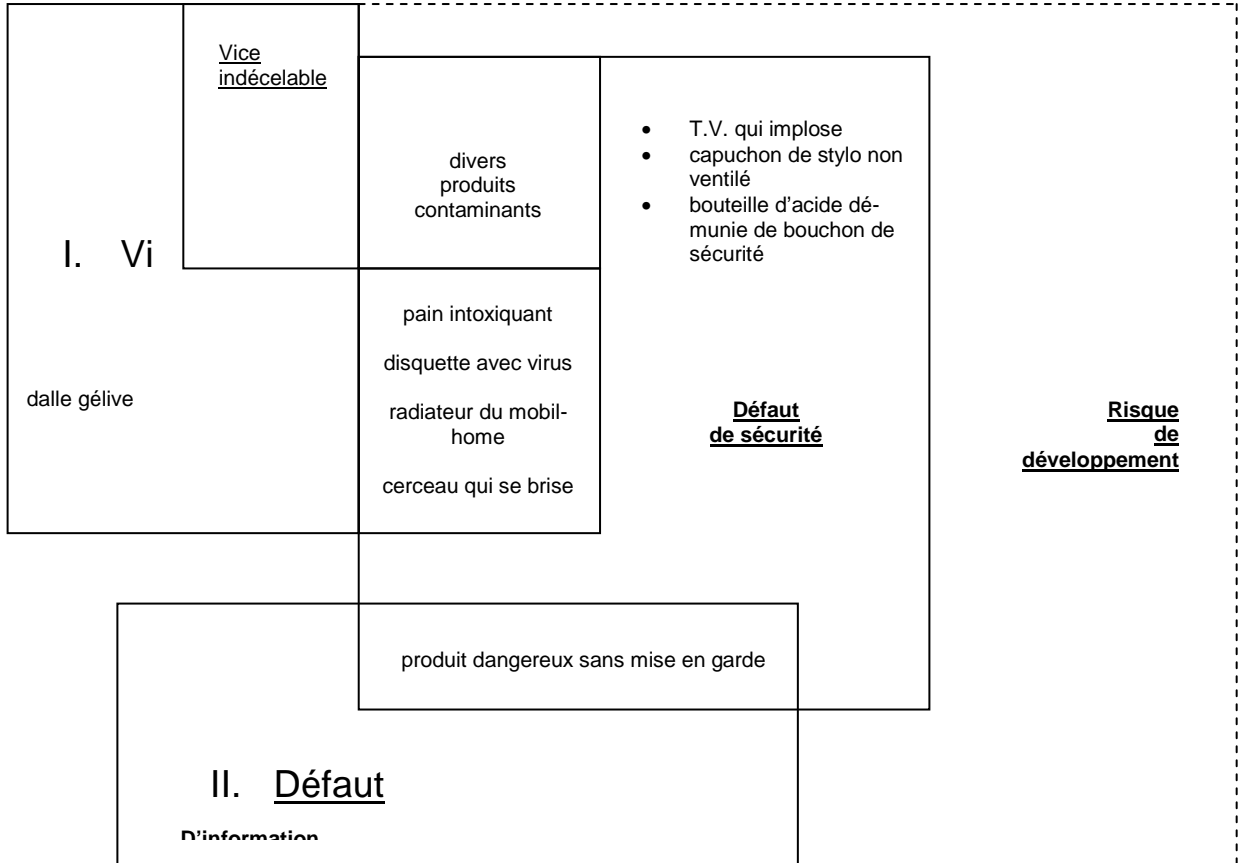 Vice
indécelable
divers
produits
contaminants
• T.V. qui implose
• capuchon de stylo non
ventilé
• bouteille d'acide dé-
munie de bouchon de
sécurité
I. Vi
pain intoxiquant
disquette avec virus
dalle gélive
radiateur du mobil-
home
cerceau qui se brise
Défaut
de sécurité
Risque
de
développement
produit dangereux sans mise en garde
II. Défaut
D'information